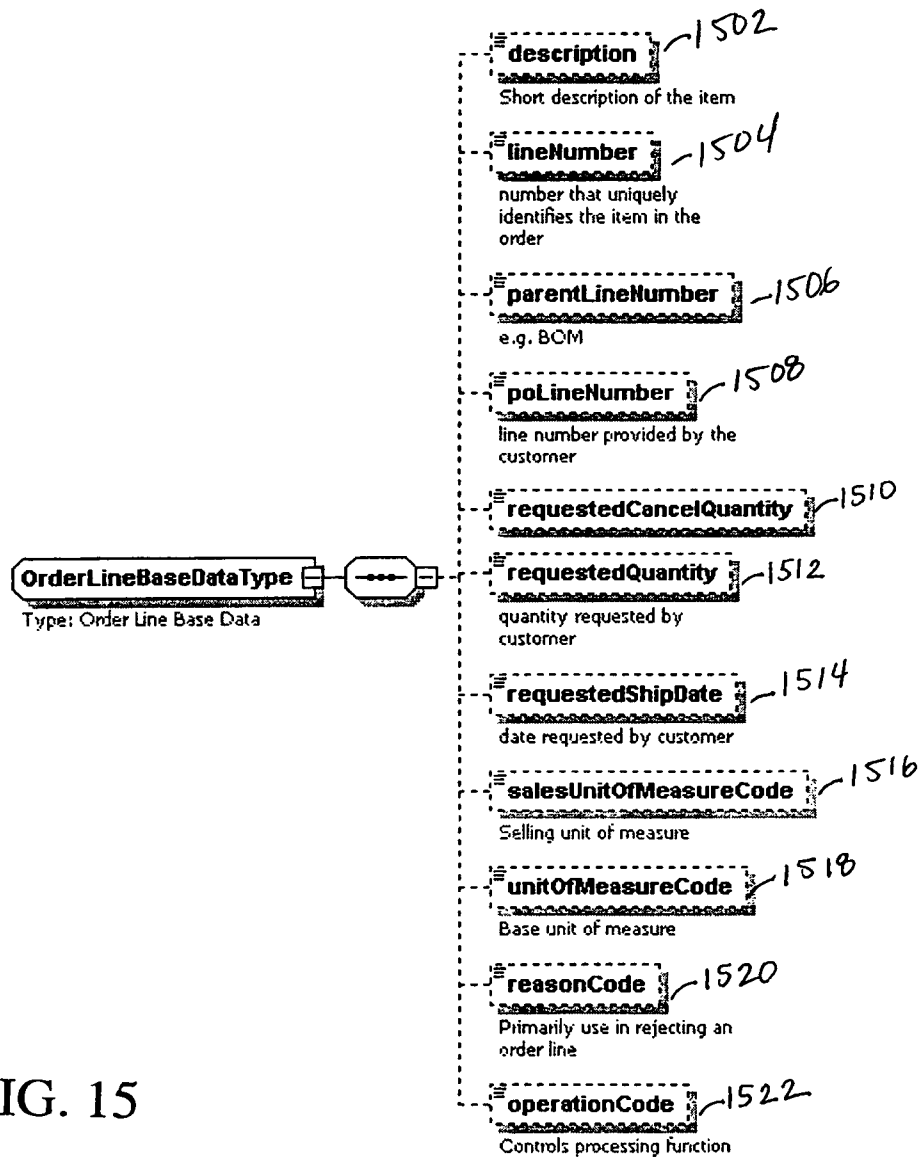 description 1502
Short description of the item
lineNumber 1504
number that uniquely
identifies the item in the
order
parentLineNumber 1506
e.g. BOM
poLineNumber 1508
line number provided by the
customer
requestedCancelQuantity 1510
OrderLineBaseDataType
Type: Order Line Base Data
requestedQuantity 1512
quantity requested by
customer
requestedShipDate 1514
date requested by customer
salesUnitOfMeasureCode 1516
Selling unit of measure
unitOfMeasureCode 1518
Base unit of measure
reasonCode 1520
Primarily use in rejecting an
order line
operationCode 1522
Controls processing function
IG. 15